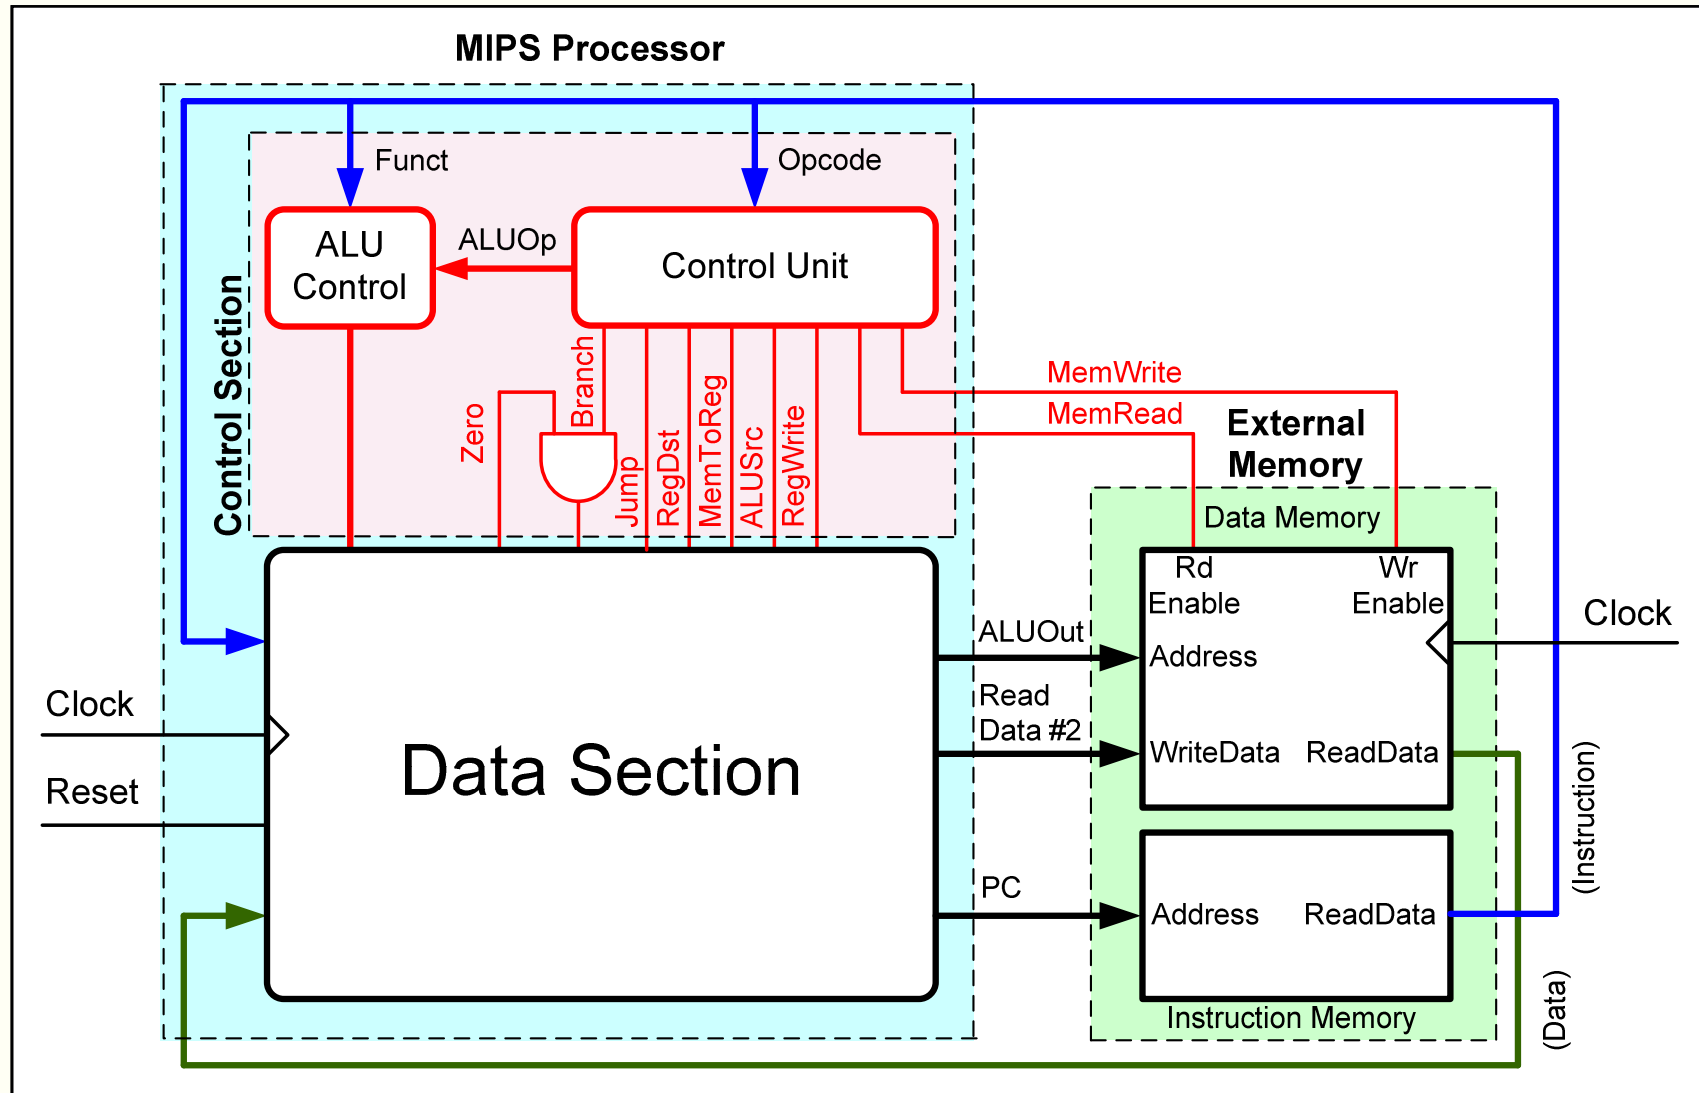 MIPS Processor
Funct
Opcode
ALU
Control
ALUOp
Control Unit
Control Section
Zero
Branch
Jump
RegDst
MemToReg
ALUSrc
RegWrite
MemWrite
MemRead
External
Memory
Data Memory
Rd
Enable
Wr
Enable
Clock
ALUOut
Address
Read
Data #2
WriteData
ReadData
Clock
Reset
Data Section
PC
Address
ReadData
Instruction Memory
(Instruction)
(Data)